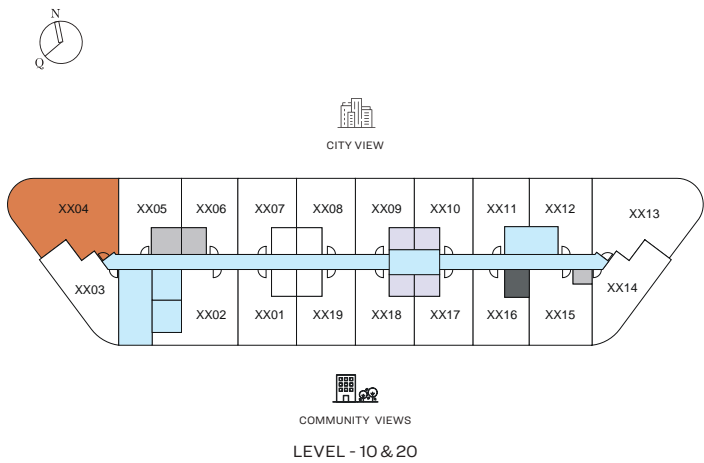 N
Q
CITY VIEW
XX04
XX05
XX06
XX07
XX08
XX09
XX10
XX11
XX12
XX13
XX03
XX02
XX01
XX19
XX18
XX17
XX16
XX15
XX14
COMMUNITY VIEWS
LEVEL - 10 & 20